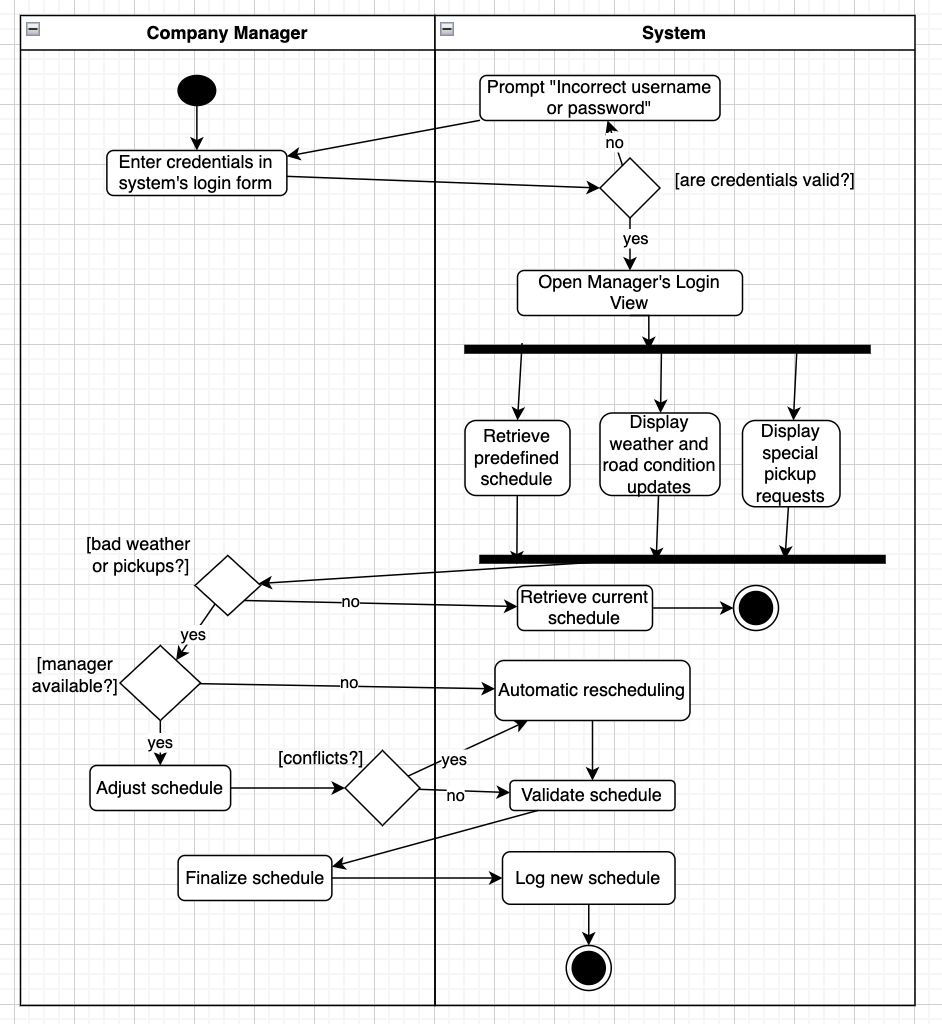 Company Manager
System
Prompt "Incorrect username
or password"
Enter credentials in
system's login form
no
[are credentials valid?]
yes
Open Manager's Login
View
Retrieve
predefined
schedule
Display
weather and
road condition
updates
Display
special
pickup
requests
[bad weather
or pickups?]
no
Retrieve current
schedule
yes
[manager
available?]
no
Automatic rescheduling
yes
[conflicts?]
yes
Adjust schedule
no
Validate schedule
Finalize schedule
Log new schedule